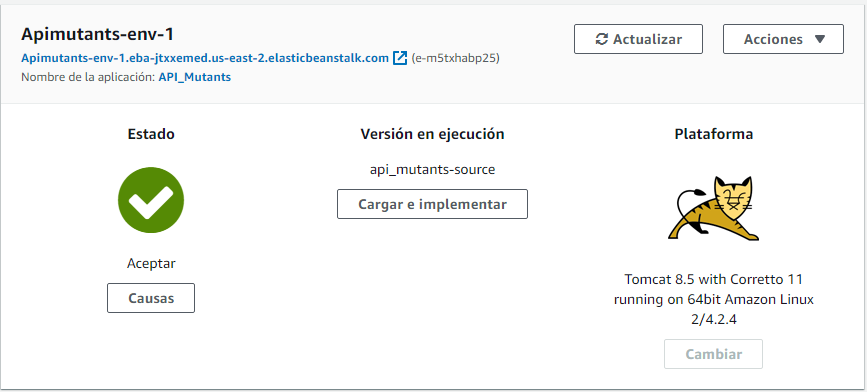 Apimutants-env-1
Actualizar
Acciones
Apimutants-env-1.eba-jtxxemed.us-east-2.elasticbeanstalk.com (e-m5txhabp25)
Nombre de la aplicación: API_Mutants
Estado
Versión en ejecución
Plataforma
api_mutants-source
Cargar e implementar
Aceptar
Causas
Tomcat 8.5 with Corretto 11
running on 64bit Amazon Linux
2/4.2.4
Cambiar